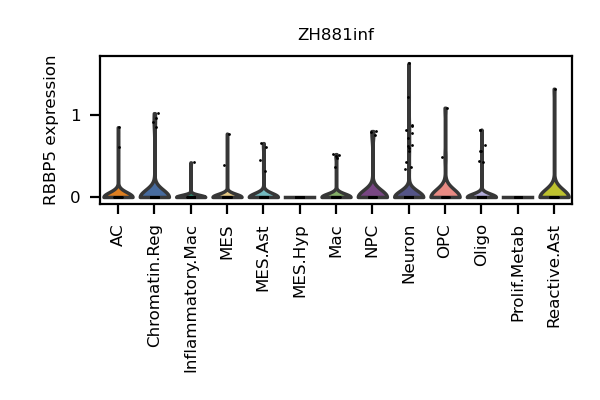 ZH881inf
RBBP5 expression
1
0
AC
Chromatin.Reg
Inflammatory.Mac
MES
MES.Ast
MES.Hyp
Mac
NPC
Neuron
OPC
Oligo
Prolif.Metab
Reactive.Ast